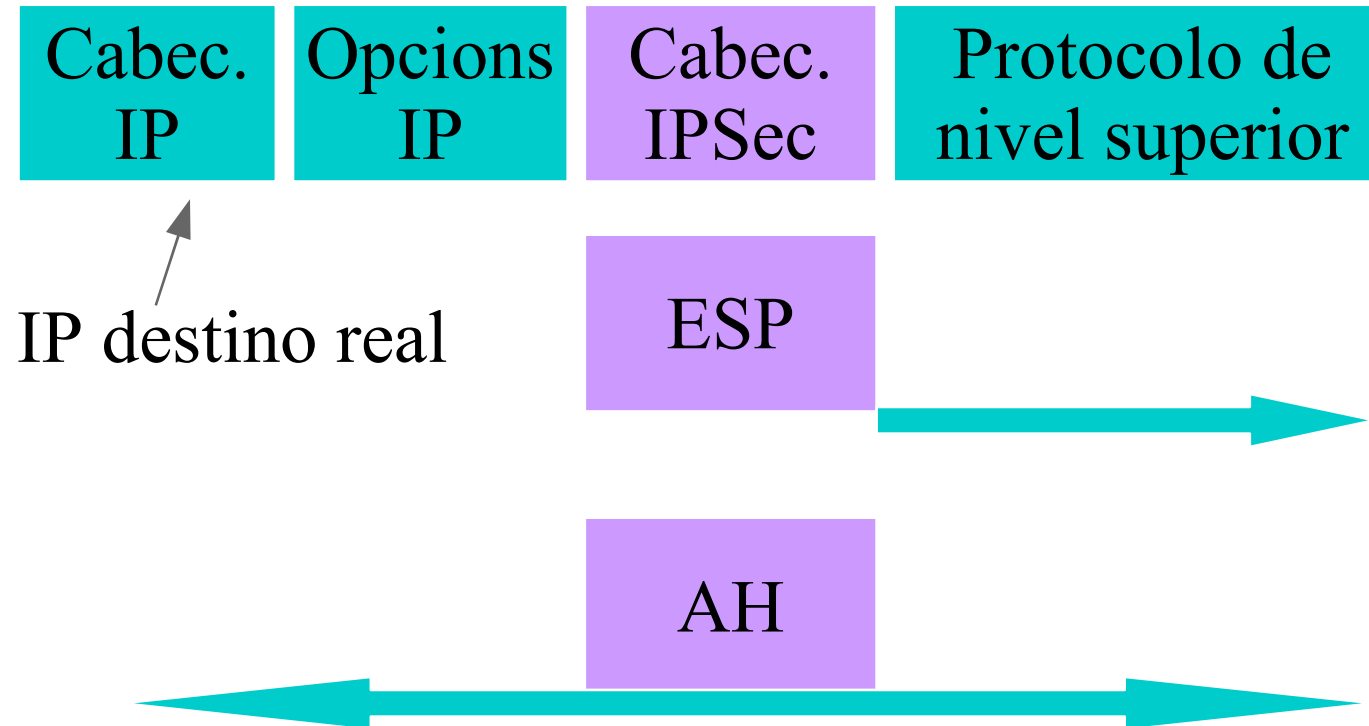 Cabec.
IP
Opcions
IP
Cabec.
IPSec
Protocolo de
nivel superior
IP destino real
ESP
AH